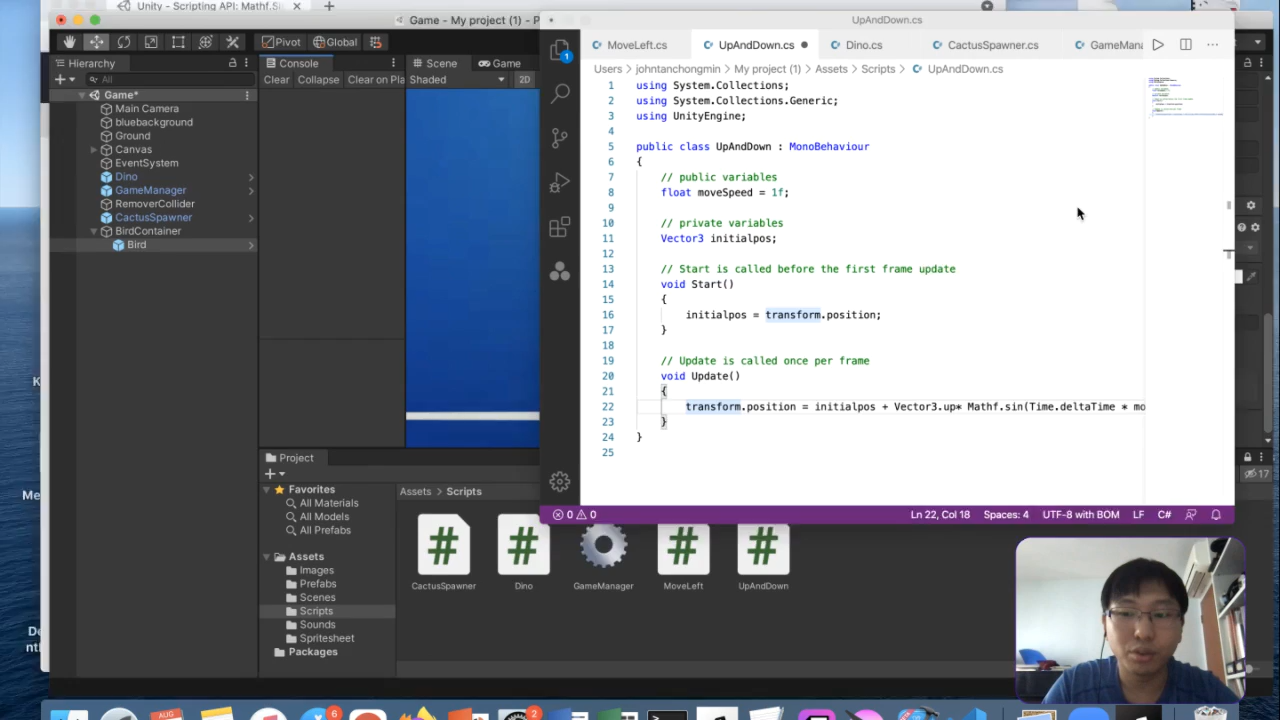 Unity - Scripting API: Mathf.Si
Game - My project (1) - P
UpAndDown.cs
Pivot
Global
Hierarchy
All
Game*
Main Camera
bluebackground
Ground
Canvas
EventSystem
Dino
GameManager
RemoverCollider
CactusSpawner
BirdContainer
Bird
Console
Clear
Collapse
Clear on Pla
Scene
Game
Shaded
2D
MoveLeft.cs
UpAndDown.cs
Dino.cs
CactusSpawner.cs
GameMana
Users > johntanchongmin > My project (1) > Assets > Scripts > UpAndDown.cs
1 using System.Collections;
2 using System.Collections.Generic;
3 using UnityEngine;
4
5 public class UpAndDown : MonoBehaviour
6 {
7 // public variables
8 float moveSpeed = 1f;
9
10 // private variables
11 Vector3 initialpos;
12
13 // Start is called before the first frame update
14 void Start()
15 {
16 initialpos = transform.position;
17 }
18
19 // Update is called once per frame
20 void Update()
21 {
22 transform.position = initialpos + Vector3.up* Mathf.sin(Time.deltaTime * mo
23 }
24 }
25
1
0 0
Ln 22, Col 18
Spaces: 4
UTF-8 with BOM
LF
C#
Project
Favorites
All Materials
All Models
All Prefabs
Assets
Images
Prefabs
Scenes
Scripts
Sounds
Spritesheet
Packages
Assets > Scripts
CactusSpawner
Dino
GameManager
MoveLeft
UpAndDown
17
K
Me
De
nth
AUG
6
2